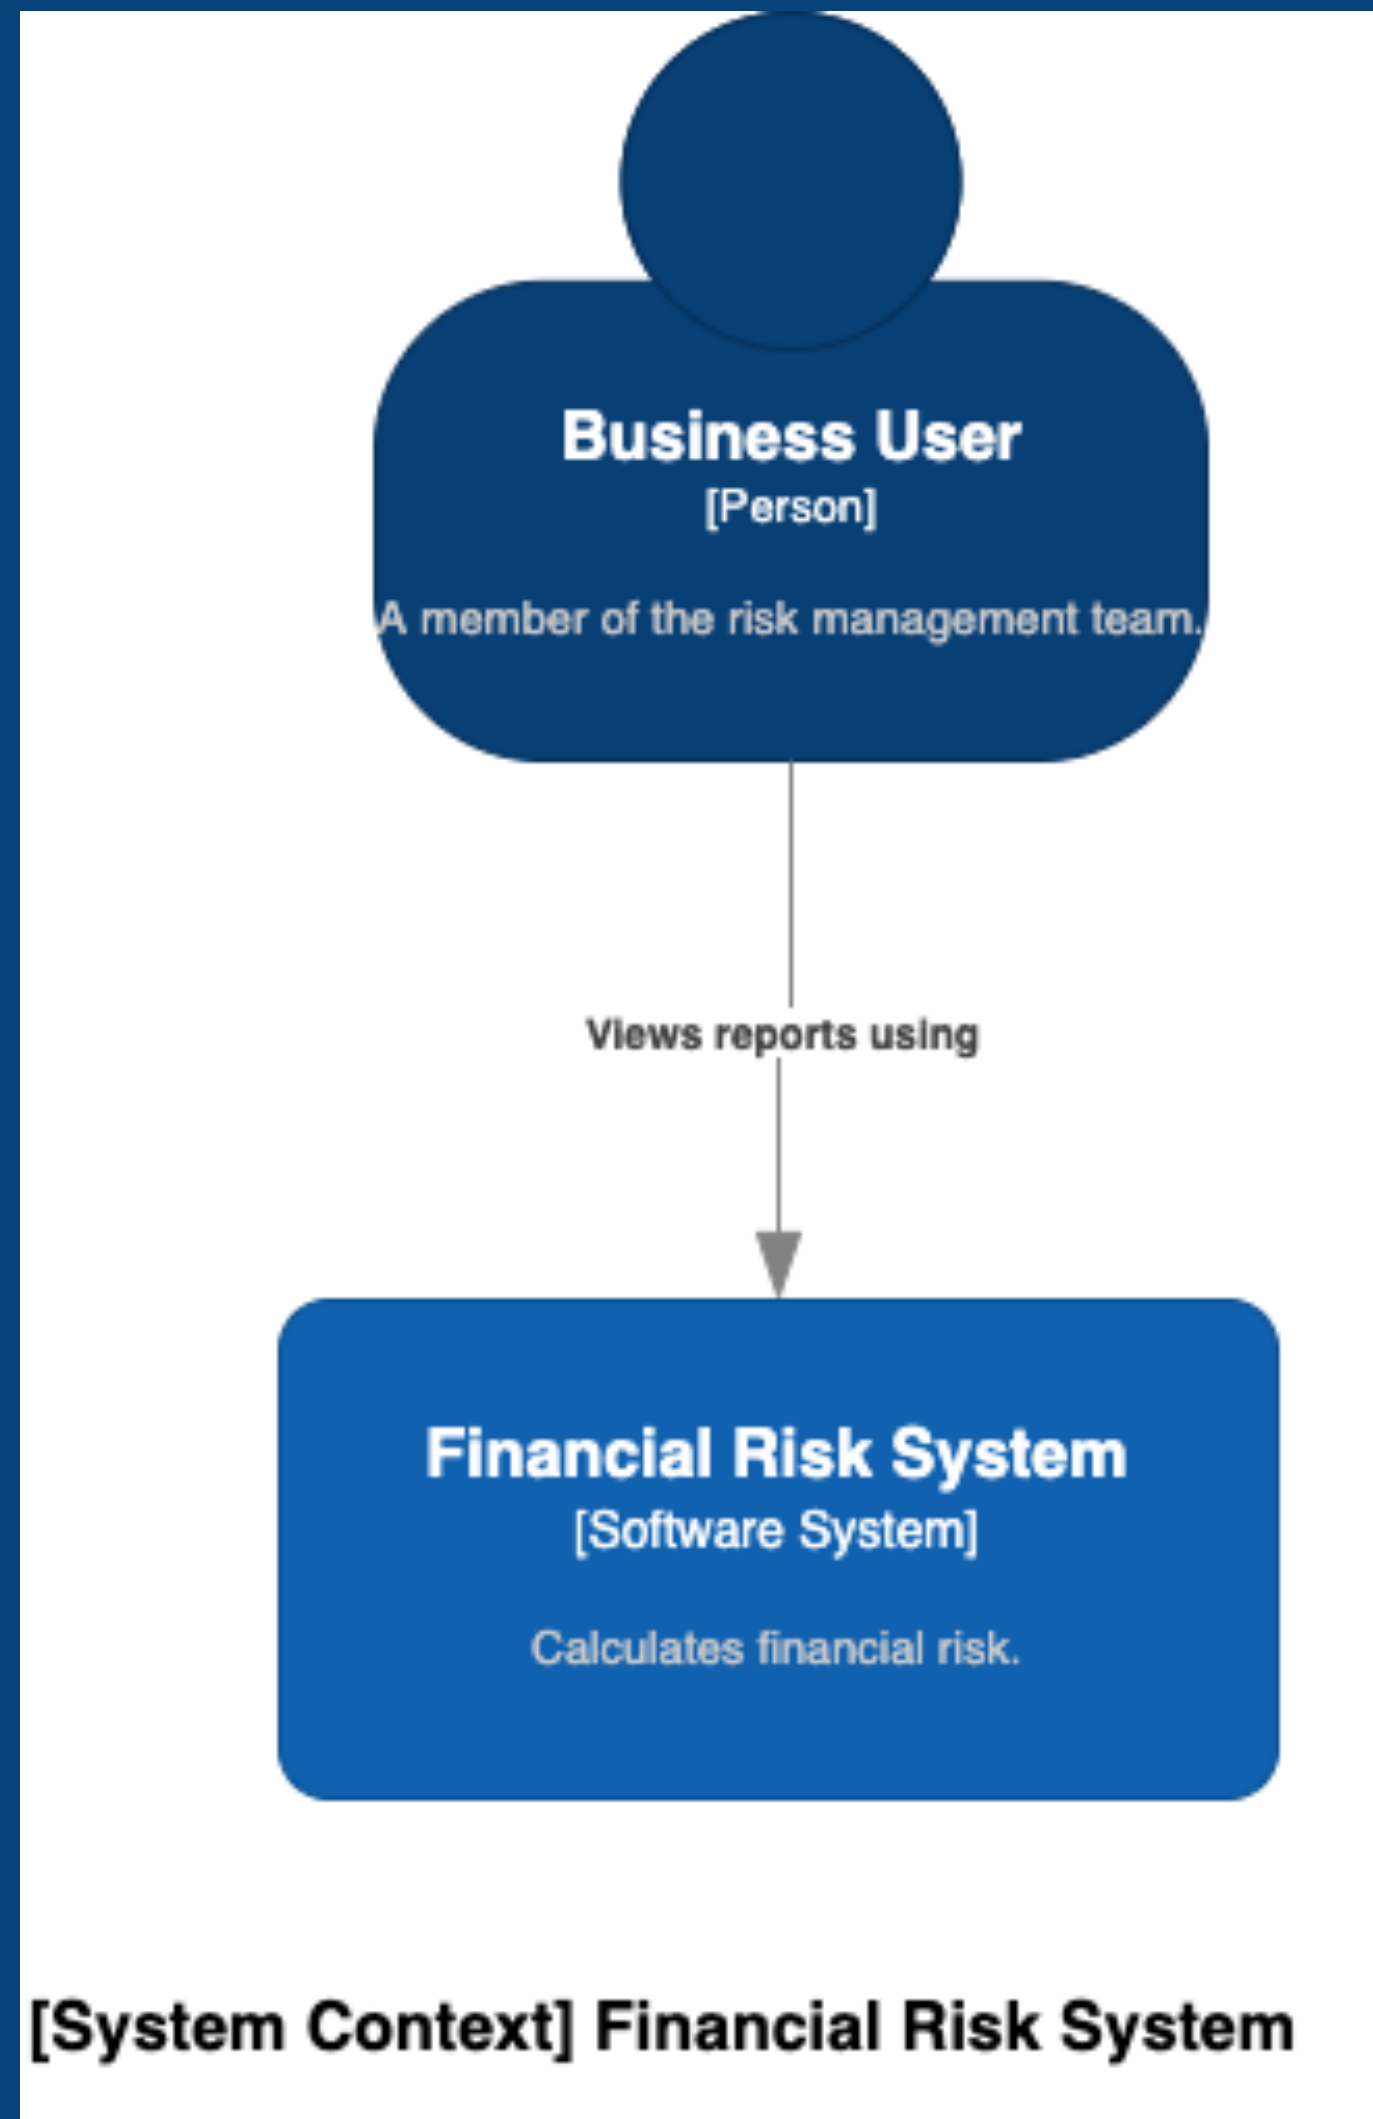 Business User
[Person]
A member of the risk management team.
Views reports using
Financial Risk System
[Software System]
Calculates financial risk.
[System Context] Financial Risk System